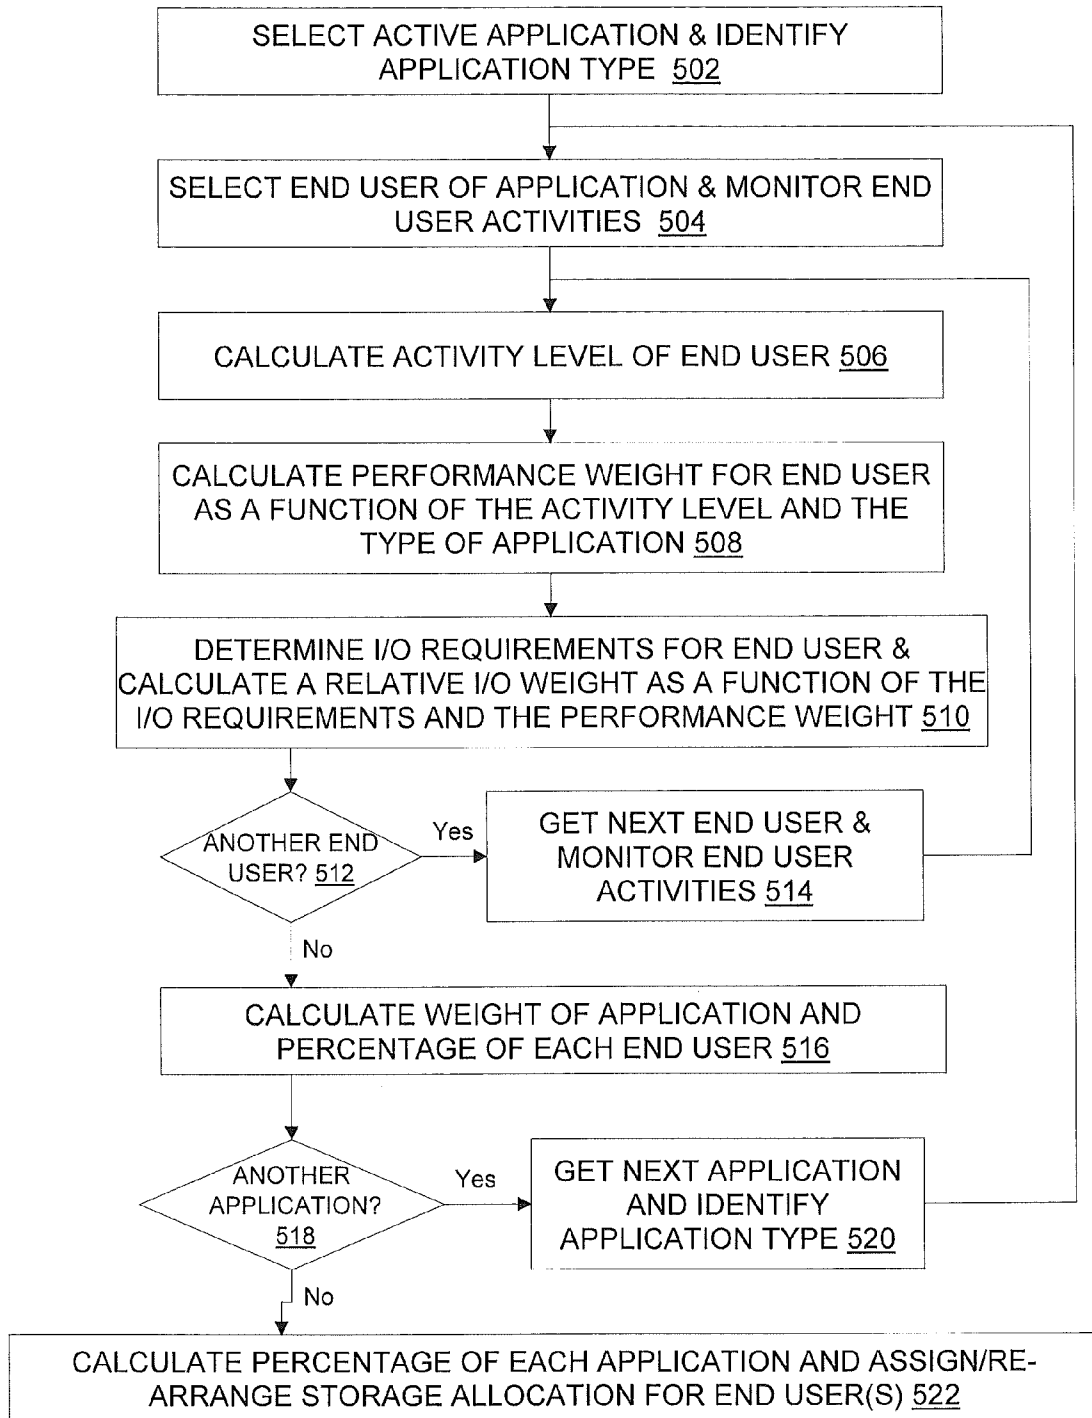 SELECT ACTIVE APPLICATION & IDENTIFY
APPLICATION TYPE 502
SELECT END USER OF APPLICATION & MONITOR END
USER ACTIVITIES 504
CALCULATE ACTIVITY LEVEL OF END USER 506
CALCULATE PERFORMANCE WEIGHT FOR END USER
AS A FUNCTION OF THE ACTIVITY LEVEL AND THE
TYPE OF APPLICATION 508
DETERMINE I/O REQUIREMENTS FOR END USER &
CALCULATE A RELATIVE I/O WEIGHT AS A FUNCTION OF THE
I/O REQUIREMENTS AND THE PERFORMANCE WEIGHT 510
ANOTHER END
USER? 512
Yes
GET NEXT END USER &
MONITOR END USER
ACTIVITIES 514
No
CALCULATE WEIGHT OF APPLICATION AND
PERCENTAGE OF EACH END USER 516
ANOTHER
APPLICATION?
518
Yes
GET NEXT APPLICATION
AND IDENTIFY
APPLICATION TYPE 520
No
CALCULATE PERCENTAGE OF EACH APPLICATION AND ASSIGN/RE-
ARRANGE STORAGE ALLOCATION FOR END USER(S) 522